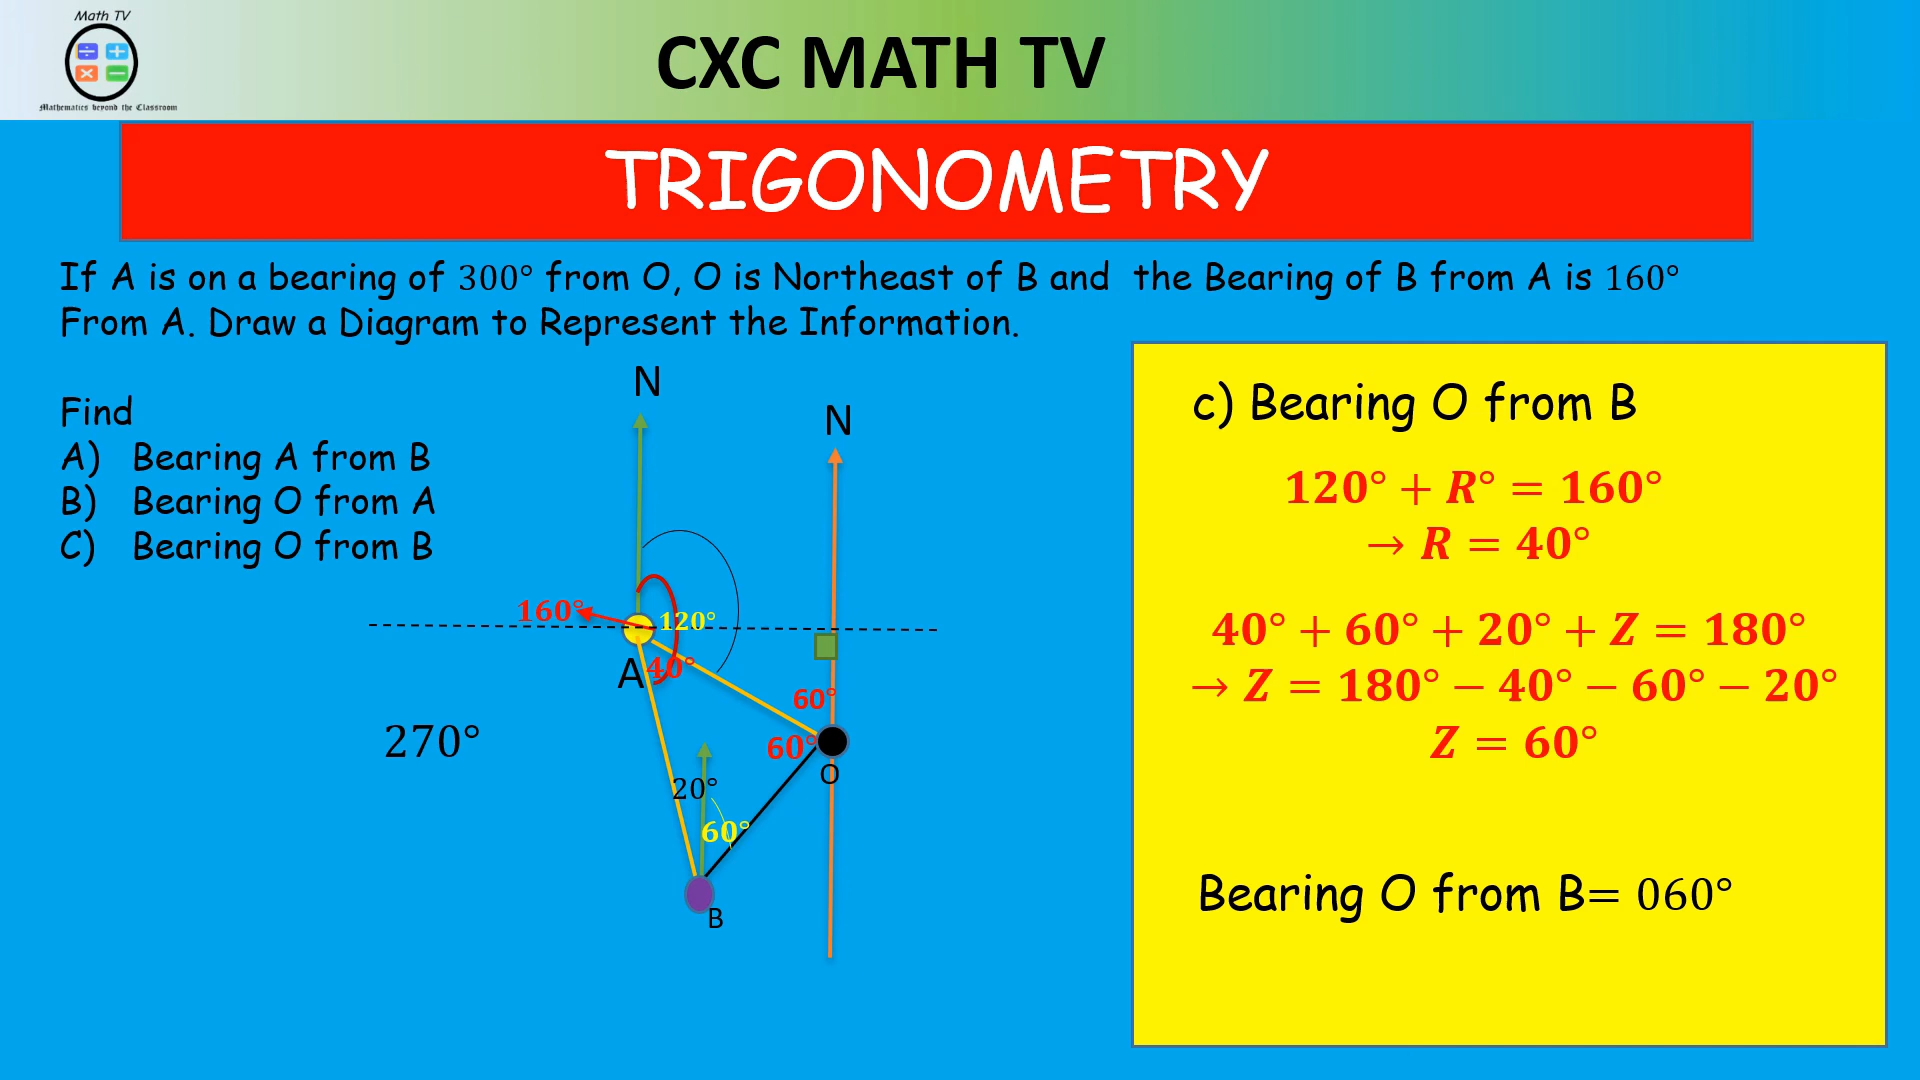 Math TV
Mathematics beyond the Classroom
CXC MATH TV
TRIGONOMETRY
If A is on a bearing of 300° from O, O is Northeast of B and the Bearing of B from A is 160°
From A. Draw a Diagram to Represent the Information.
Find
A) Bearing A from B
B) Bearing O from A
C) Bearing O from B
N
N
160°
120°
A
40°
60°
270°
60°
O
20°
60°
B
c) Bearing O from B
120° + R° = 160°
→ R = 40°
40° + 60° + 20° + Z = 180°
→ Z = 180° − 40° − 60° − 20°
Z = 60°
Bearing O from B= 060°